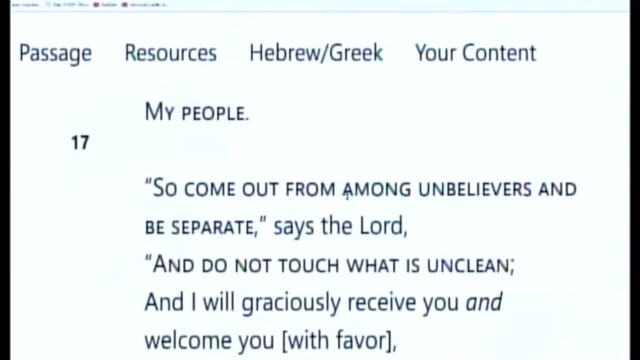 Passage Resources Hebrew/Greek Your Content
MY PEOPLE.
17
“SO COME OUT FROM AMONG UNBELIEVERS AND
BE SEPARATE,” says the Lord,
“AND DO NOT TOUCH WHAT IS UNCLEAN;
And I will graciously receive you and
welcome you [with favor],